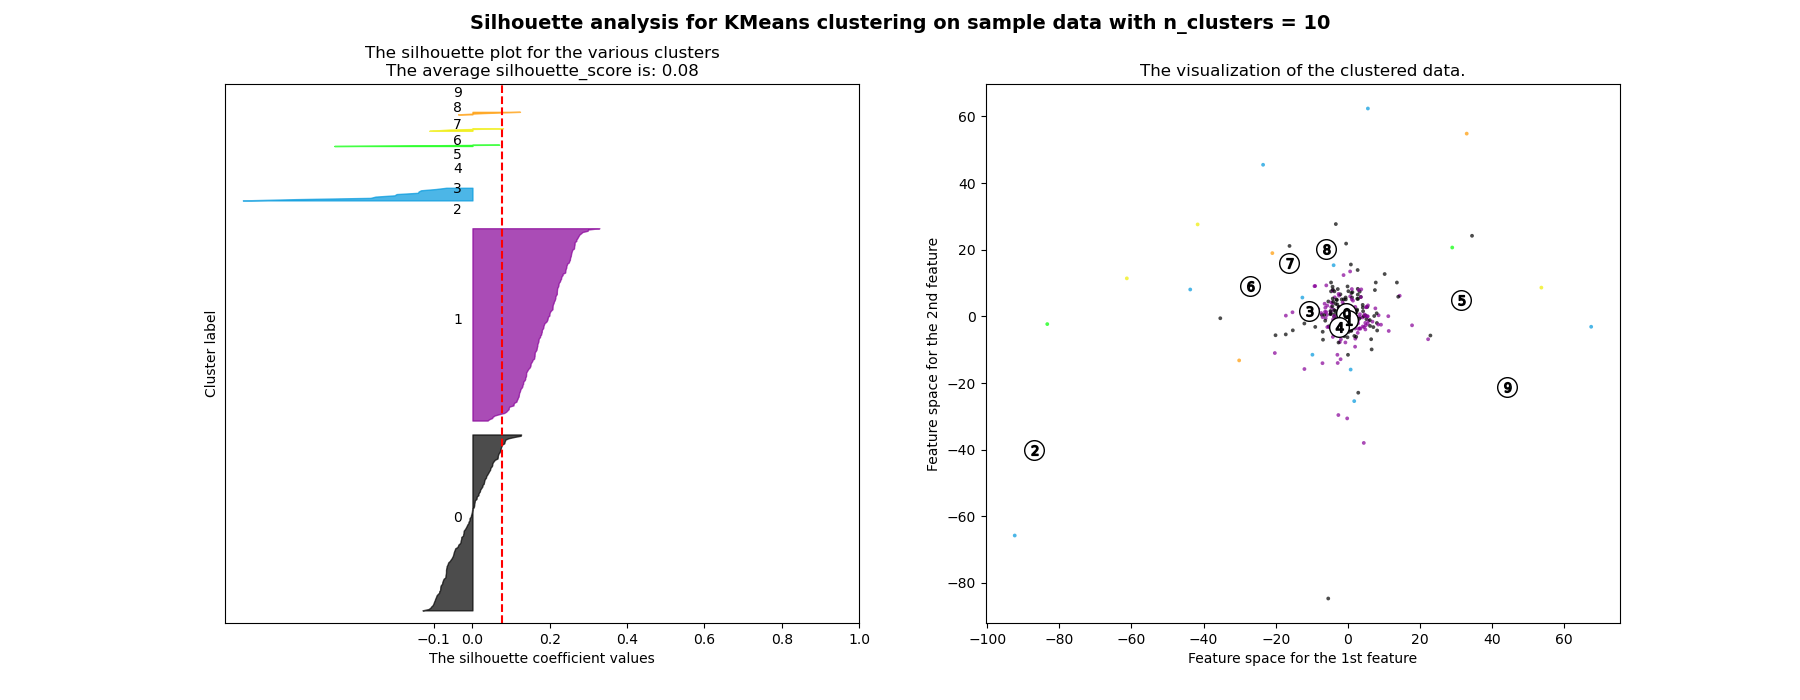 Silhouette analysis for KMeans clustering on sample data with n_clusters = 10
The silhouette plot for the various clusters
The average silhouette_score is: 0.08
9
8
7
6
5
4
3
2
1
0
Cluster label
−0.1 0.0 0.2 0.4 0.6 0.8 1.0
The silhouette coefficient values
The visualization of the clustered data.
60
40
20
0
−20
−40
−60
−80
Feature space for the 2nd feature
8
7
6
5
3
0
1
4
9
2
−100 −80 −60 −40 −20 0 20 40 60
Feature space for the 1st feature